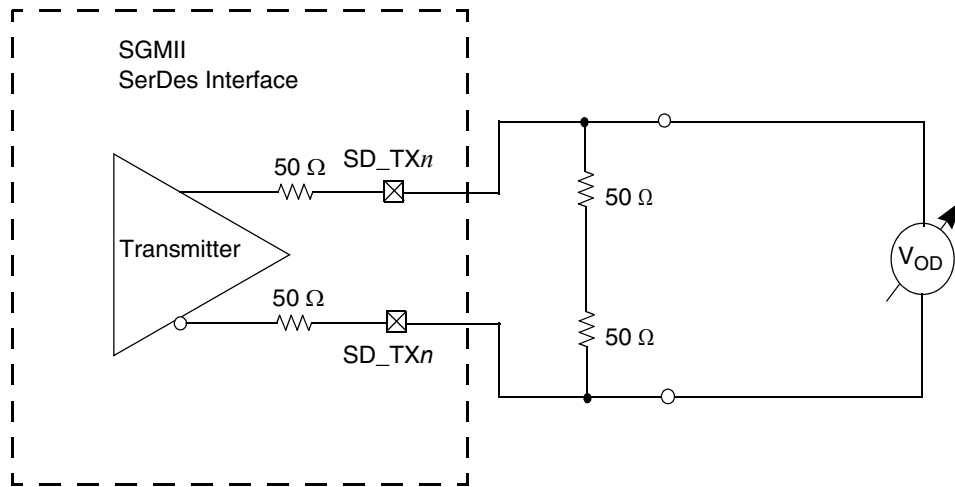 SGMII
SerDes Interface
50 Ω
SD_TXn
50 Ω
Transmitter
VOD
50 Ω
50 Ω
SD_TXn